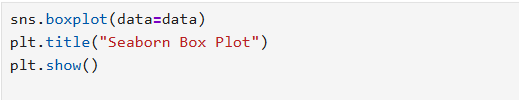 sns.boxplot(data=data)
plt.title("Seaborn Box Plot")
plt.show()